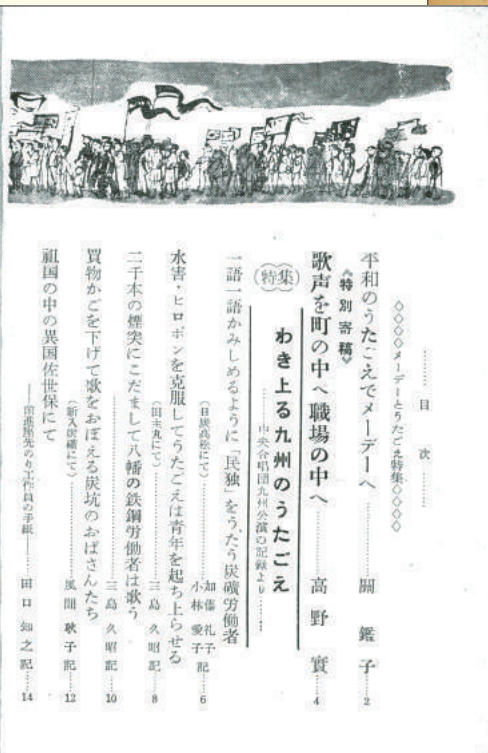 ………目 次………
◇◇◇◇メーデーとうたごえ特集◇◇◇◇
平和のうたごえでメーデーへ………關 鑑 子……2
≪特別寄稿≫
歌声を町の中へ職場の中へ………高 野 實……4
(特集)
わき上る九州のうたごえ
………中央合唱団九州公演の記録より………
一語一語かみしめるように「民独」をうたう炭礦労働者
(日炭高松にて)………加藤礼子 小林愛子 記……6
水害・ヒロポンを克服してうたごえは青年を起ち上らせる
(田主丸にて)………三 島 久 昭 記……8
二千本の煙突にこだまして八幡の鉄鋼労働者は歌う
………三 島 久 昭 記……10
買物かごを下げて歌をおぼえる炭坑のおばさんたち
(新入炭礦にて)………風 間 耿 子 記……12
祖国の中の異国佐世保にて
工作員の手紙――田 口 知 之 記……14